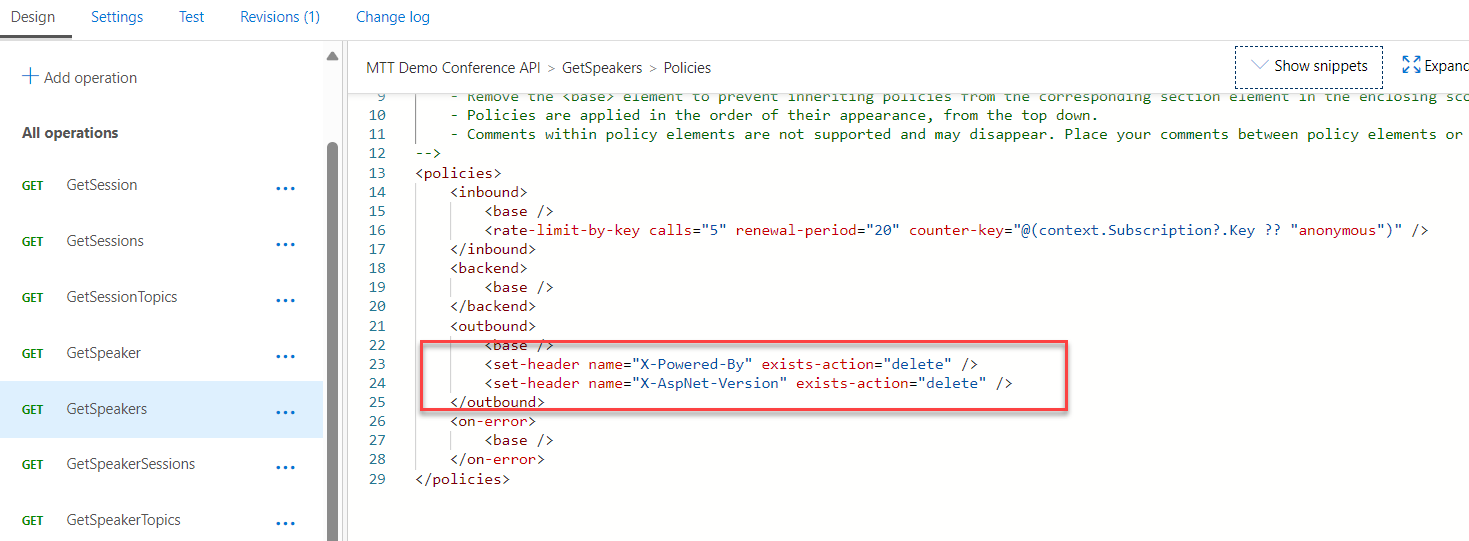 Design Settings Test Revisions (1) Change log
Add operation
All operations
GET GetSession ...
GET GetSessions ...
GET GetSessionTopics ...
GET GetSpeaker ...
GET GetSpeakers ...
GET GetSpeakerSessions ...
GET GetSpeakerTopics ...
MTT Demo Conference API > GetSpeakers > Policies
Show snippets
Expand
9 - Remove the <base> element to prevent inheriting policies from the corresponding section element in the enclosing sco
10 - Policies are applied in the order of their appearance, from the top down.
11 - Comments within policy elements are not supported and may disappear. Place your comments between policy elements or
12 -->
13 <policies>
14 <inbound>
15 <base />
16 <rate-limit-by-key calls="5" renewal-period="20" counter-key="@(context.Subscription?.Key ?? "anonymous")" />
17 </inbound>
18 <backend>
19 <base />
20 </backend>
21 <outbound>
22 <base />
23 <set-header name="X-Powered-By" exists-action="delete" />
24 <set-header name="X-AspNet-Version" exists-action="delete" />
25 </outbound>
26 <on-error>
27 <base />
28 </on-error>
29 </policies>